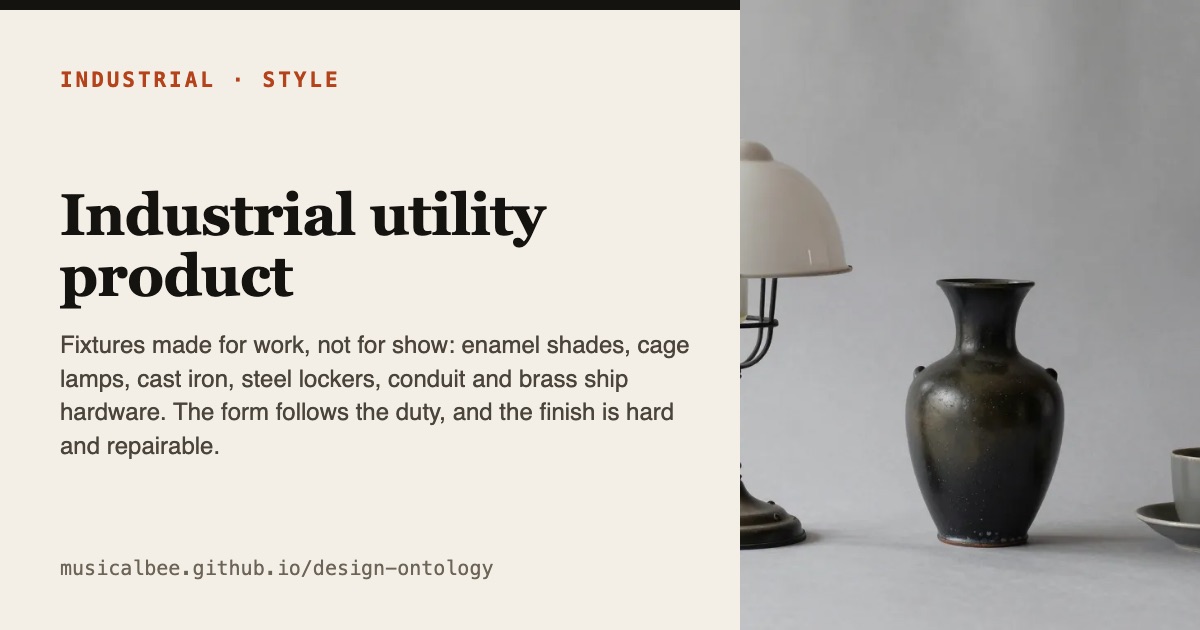 INDUSTRIAL · STYLE
Industrial utility
product
Fixtures made for work, not for show: enamel shades, cage
lamps, cast iron, steel lockers, conduit and brass ship
hardware. The form follows the duty, and the finish is hard
and repairable.
musicalbee.github.io/design-ontology